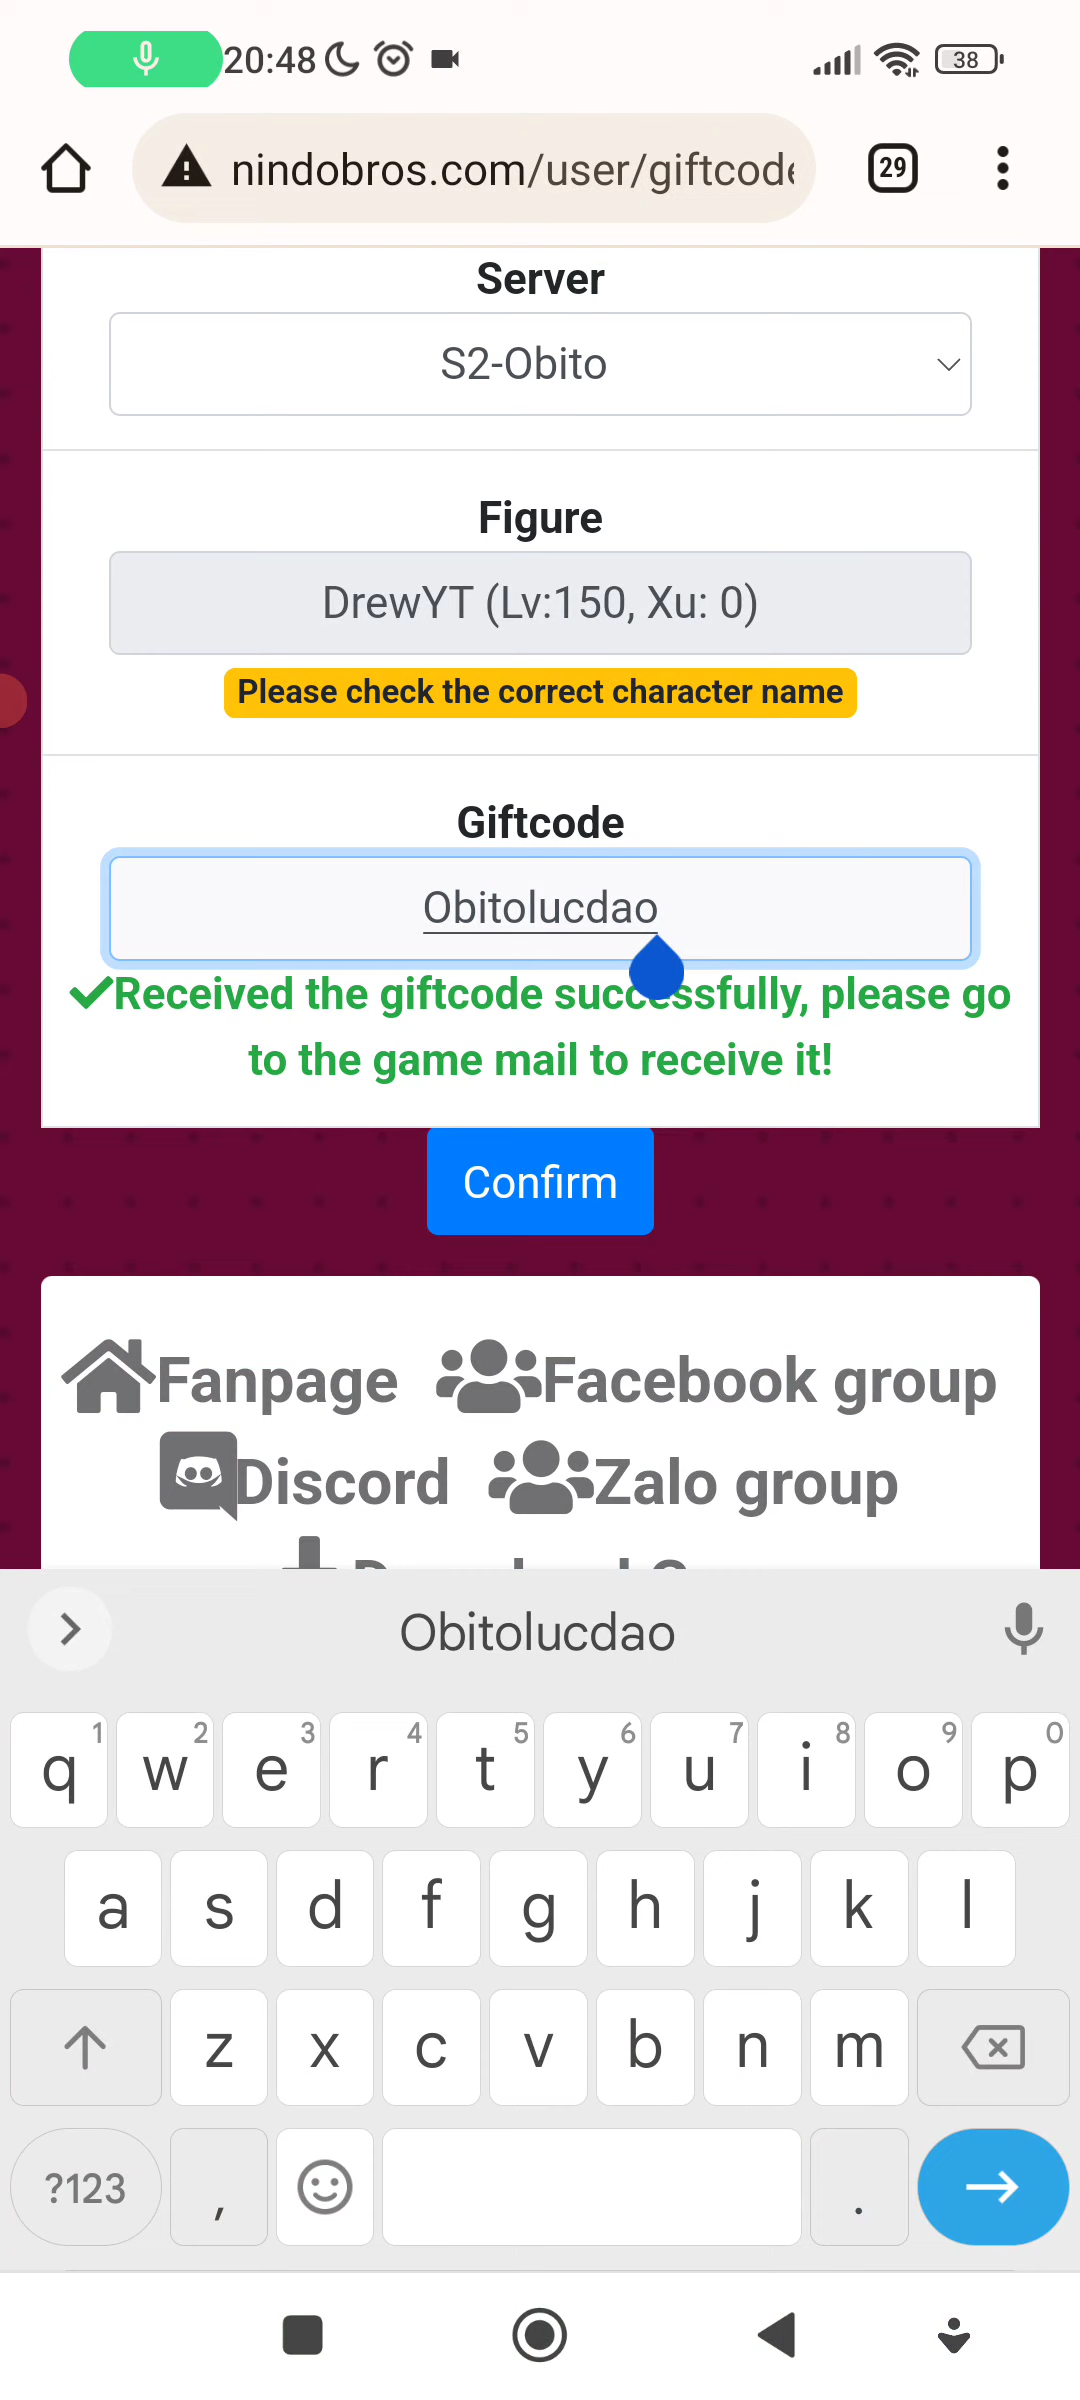 20:48
38
nindobros.com/user/giftcode
29
Server
S2-Obito
Figure
DrewYT (Lv:150, Xu: 0)
Please check the correct character name
Giftcode
Obitolucdao
Received the giftcode successfully, please go
to the game mail to receive it!
Confirm
Fanpage Facebook group
Discord Zalo group
Obitolucdao
1 2 3 4 5 6 7 8 9 0
q w e r t y u i o p
a s d f g h j k l
z x c v b n m
?123 , .